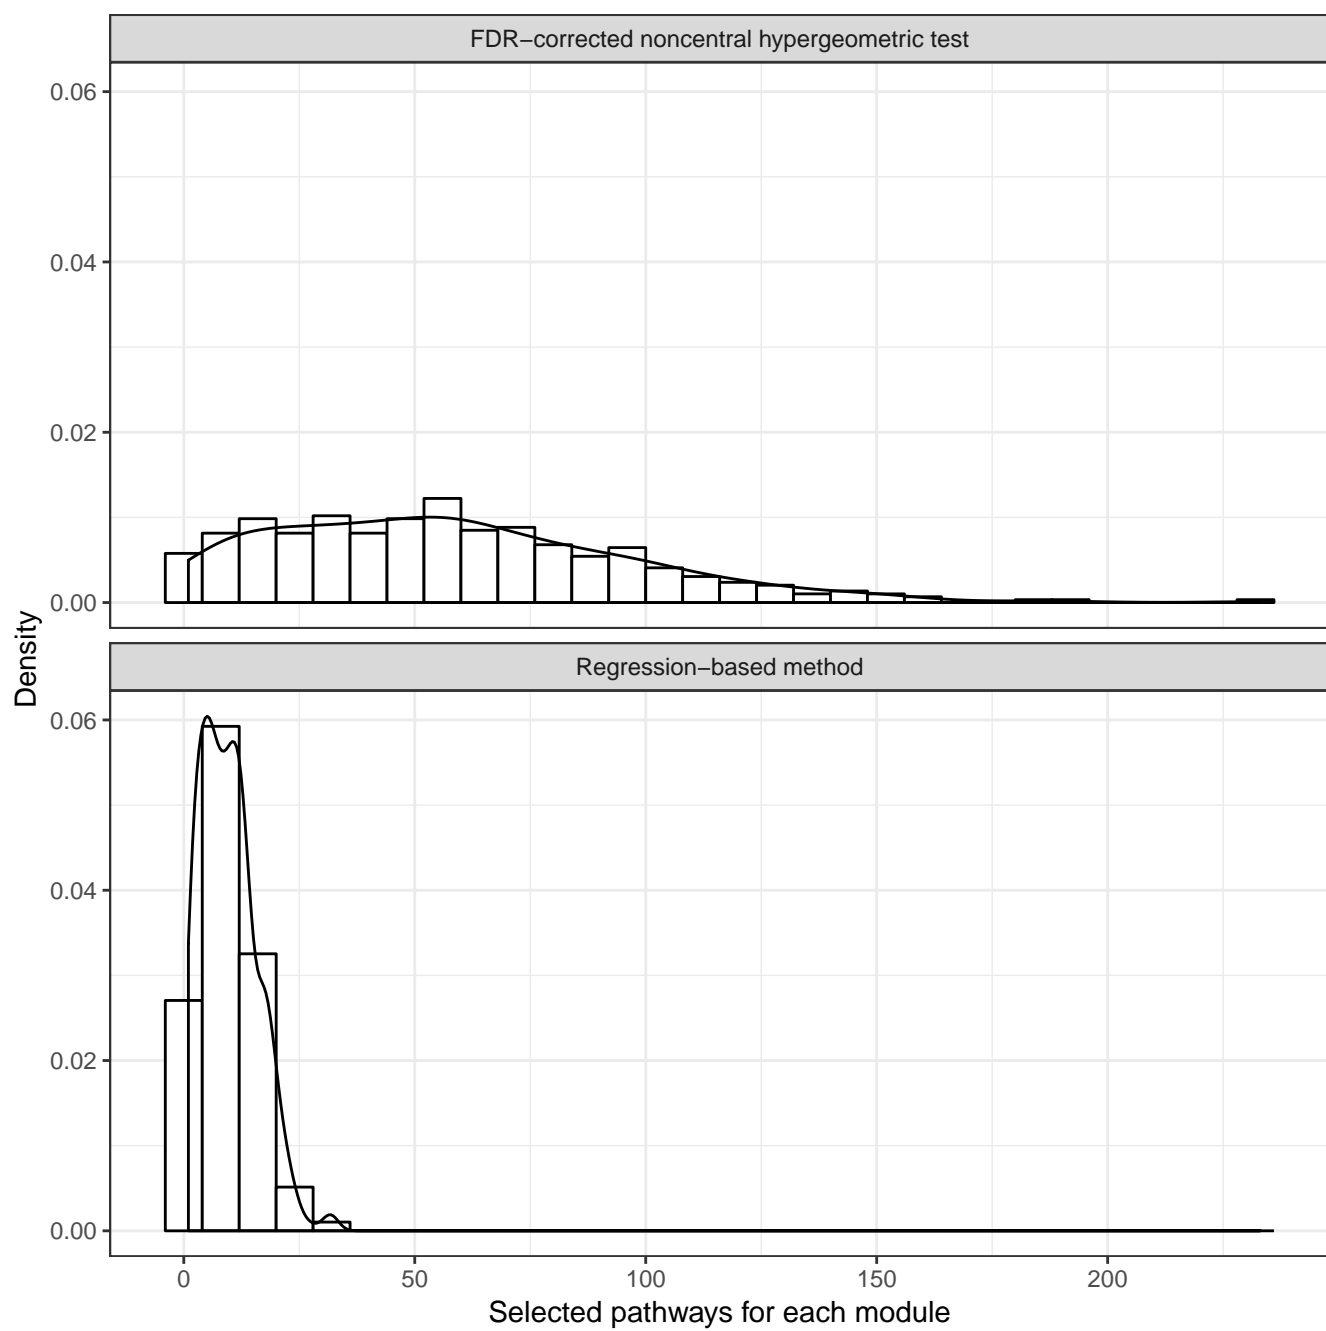 FDR−corrected noncentral hypergeometric test
0.06
0.04
0.02
0.00
Density
Regression−based method
0.06
0.04
0.02
0.00
0 50 100 150 200
Selected pathways for each module